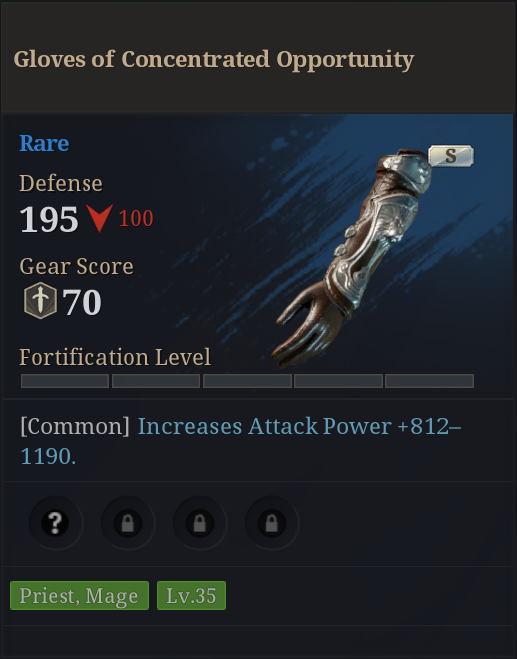 Gloves of Concentrated Opportunity
S
Rare
Defense
195 100
Gear Score
70
Fortification Level
[Common] Increases Attack Power +812–
1190.
?
Priest, Mage Lv.35